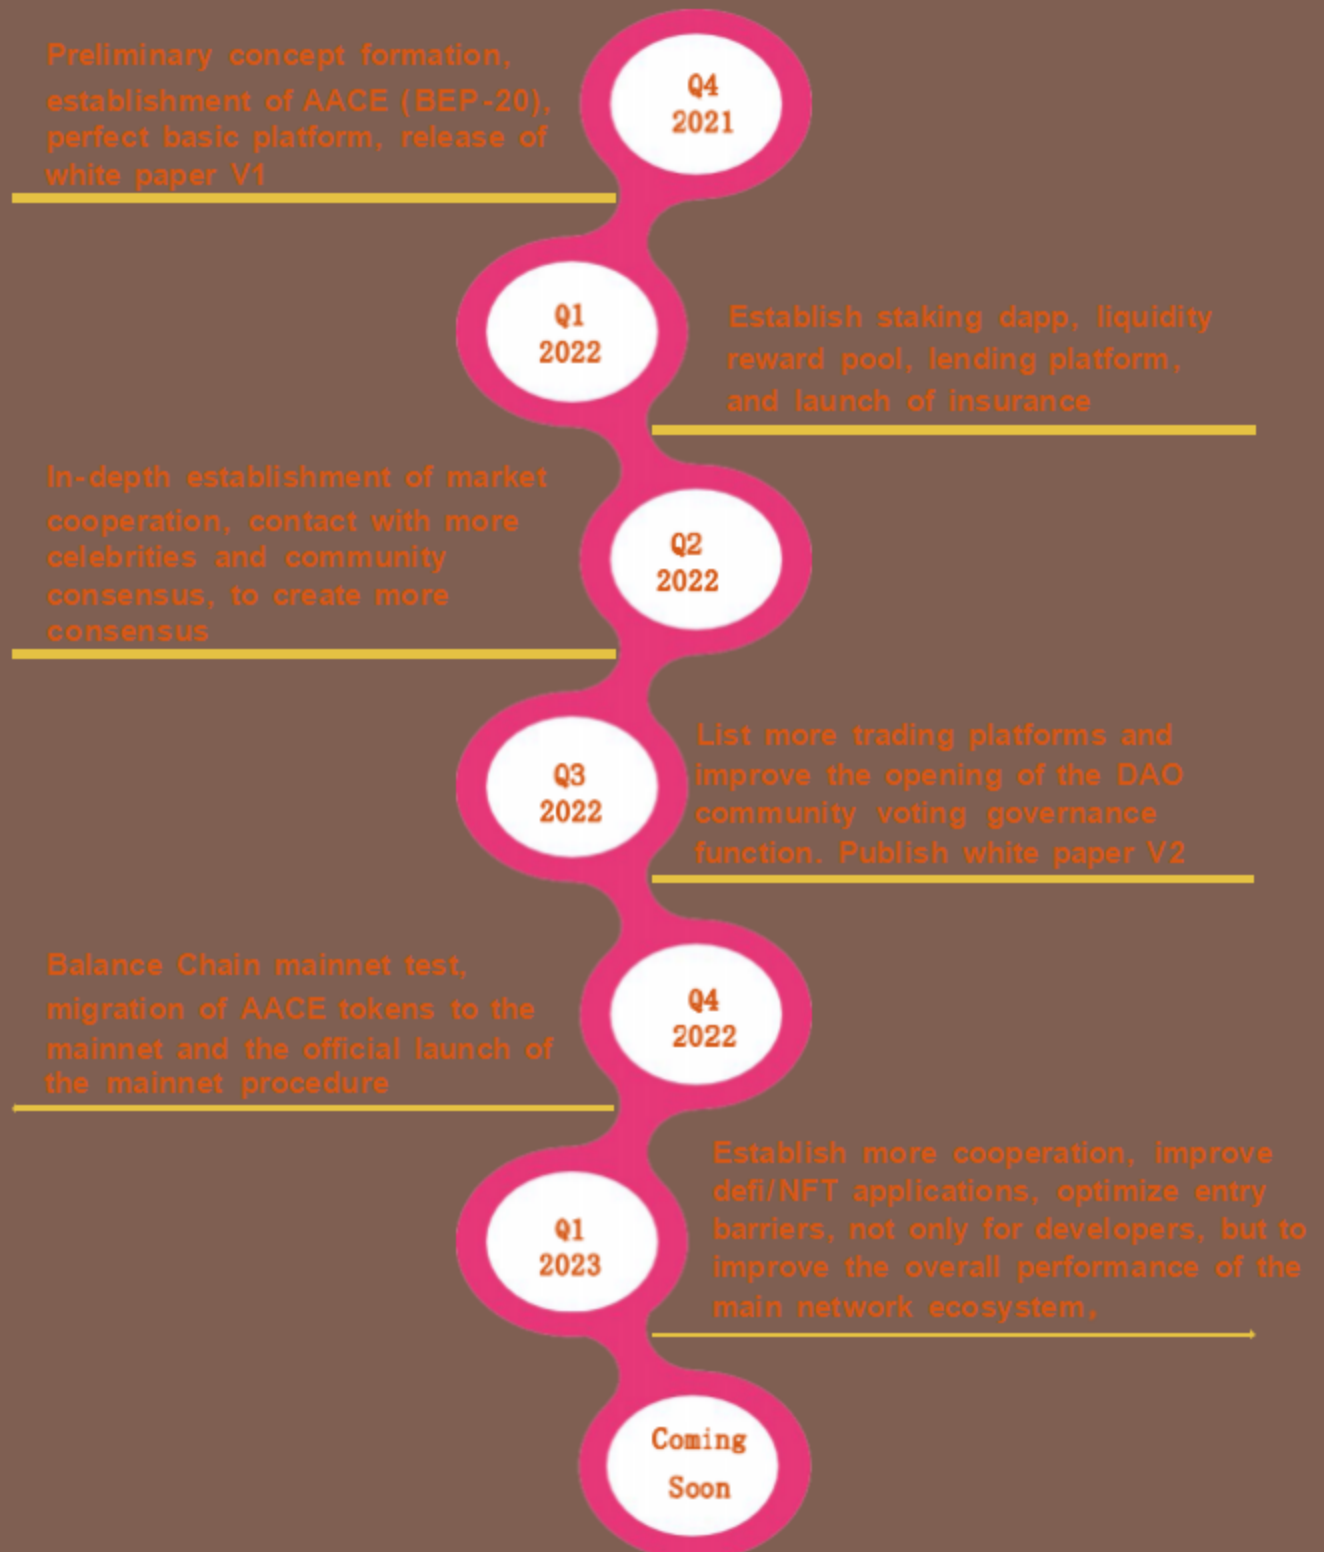 Preliminary concept formation,
establishment of AACE (BEP-20),
perfect basic platform, release of
white paper V1
Q4
2021
Q1
2022
Establish staking dapp, liquidity
reward pool, lending platform,
and launch of insurance
In-depth establishment of market
cooperation, contact with more
celebrities and community
consensus, to create more
consensus
Q2
2022
Q3
2022
List more trading platforms and
improve the opening of the DAO
community voting governance
function. Publish white paper V2
Balance Chain mainnet test,
migration of AACE tokens to the
mainnet and the official launch of
the mainnet procedure
Q4
2022
Q1
2023
Establish more cooperation, improve
defi/NFT applications, optimize entry
barriers, not only for developers, but to
improve the overall performance of the
main network ecosystem,
Coming
Soon